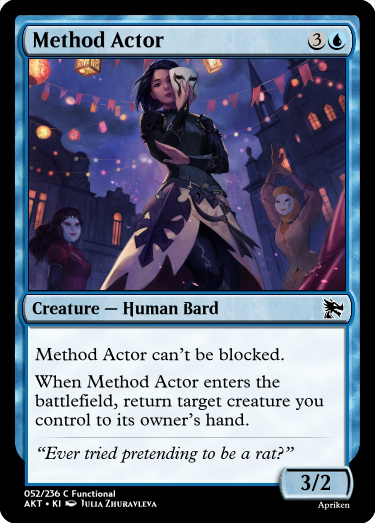 Method Actor 3
Creature — Human Bard
Method Actor can't be blocked.
When Method Actor enters the
battlefield, return target creature you
control to its owner's hand.
“Ever tried pretending to be a rat?”
3/2
052/236 C Functional
AKT • KI Julia Zhuravleva
Apriken